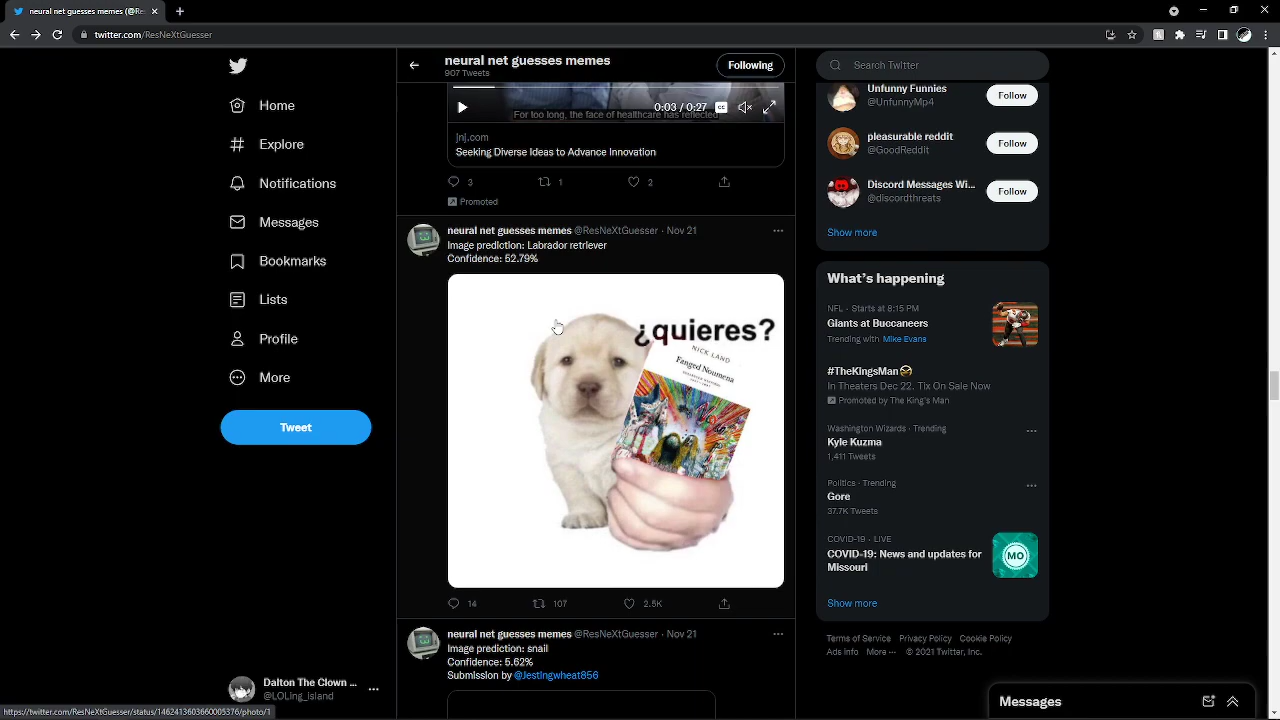 neural net guesses memes (@Res
twitter.com/ResNeXtGuesser
Home
Explore
Notifications
Messages
Bookmarks
Lists
Profile
More
Tweet
Dalton The Clown ...
@LOLing_island
https://twitter.com/ResNeXtGuesser/status/1462413603660005376/photo/1
neural net guesses memes
907 Tweets
Following
0:03 / 0:27
CC
For too long, the face of healthcare has reflected
jnj.com
Seeking Diverse Ideas to Advance Innovation
3
1
2
Promoted
neural net guesses memes @ResNeXtGuesser · Nov 21
Image prediction: Labrador retriever
Confidence: 52.79%
¿quieres?
NICK LAND
Fanged Noumena
14
107
2.5K
neural net guesses memes @ResNeXtGuesser · Nov 21
Image prediction: snail
Confidence: 5.62%
Submission by @Jestingwheat856
Search Twitter
Unfunny Funnies
@UnfunnyMp4
Follow
pleasurable reddit
@GoodReddit
Follow
Discord Messages Wi...
@discordthreats
Follow
Show more
What's happening
NFL · Starts at 8:15 PM
Giants at Buccaneers
Trending with Mike Evans
#TheKingsMan
In Theaters Dec 22. Tix On Sale Now
Promoted by The King's Man
Washington Wizards · Trending
Kyle Kuzma
1,411 Tweets
Politics · Trending
Gore
37.7K Tweets
COVID-19 · LIVE
COVID-19: News and updates for
Missouri
MO
Show more
Terms of Service Privacy Policy Cookie Policy
Ads info More ··· © 2021 Twitter, Inc.
Messages